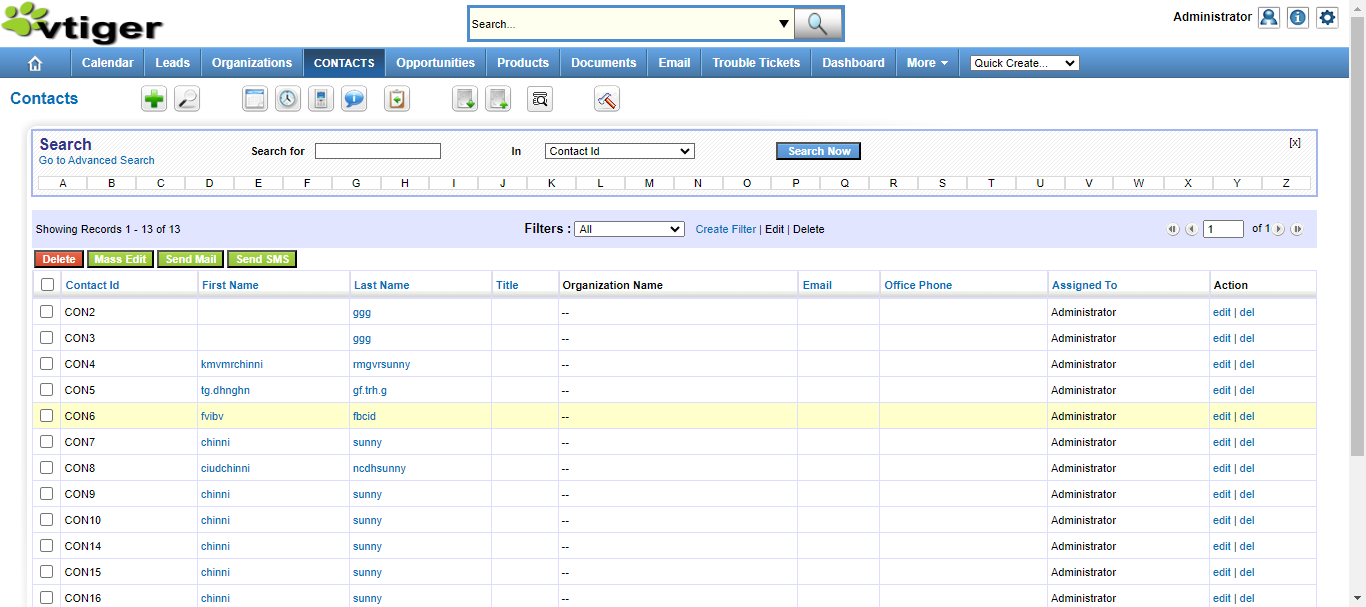 vtiger
Search...
Administrator
Calendar Leads Organizations CONTACTS Opportunities Products Documents Email Trouble Tickets Dashboard More Quick Create...
Contacts
Search
Go to Advanced Search
Search for In Contact Id Search Now [x]
A B C D E F G H I J K L M N O P Q R S T U V W X Y Z
Showing Records 1 - 13 of 13 Filters : All Create Filter | Edit | Delete 1 of 1
Delete Mass Edit Send Mail Send SMS
Contact Id First Name Last Name Title Organization Name Email Office Phone Assigned To Action
CON2 ggg -- Administrator edit | del
CON3 ggg -- Administrator edit | del
CON4 kmvmrchinni rmgvrsunny -- Administrator edit | del
CON5 tg.dhnghn gf.trh.g -- Administrator edit | del
CON6 fvibv fbcid -- Administrator edit | del
CON7 chinni sunny -- Administrator edit | del
CON8 ciudchinni ncdhsunny -- Administrator edit | del
CON9 chinni sunny -- Administrator edit | del
CON10 chinni sunny -- Administrator edit | del
CON14 chinni sunny -- Administrator edit | del
CON15 chinni sunny -- Administrator edit | del
CON16 chinni sunny -- Administrator edit | del